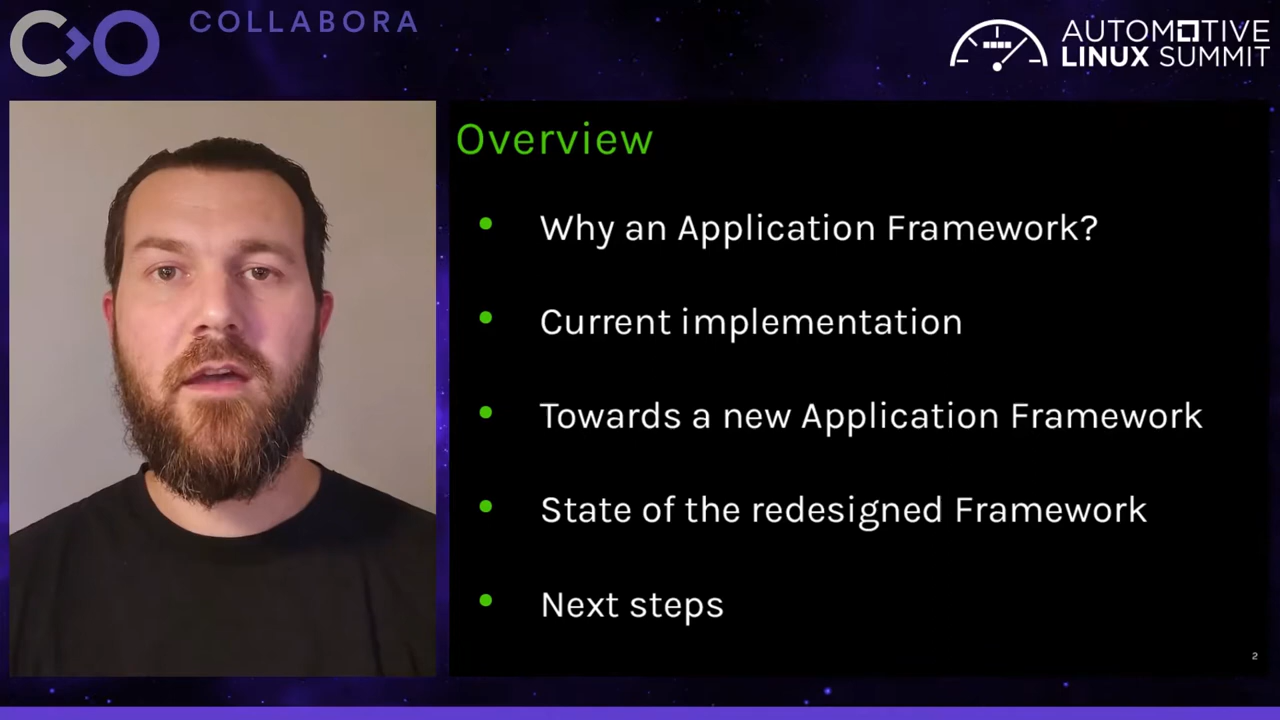 COLLABORA
AUTOMOTIVE
LINUX SUMMIT
Overview
Why an Application Framework?
Current implementation
Towards a new Application Framework
State of the redesigned Framework
Next steps
2